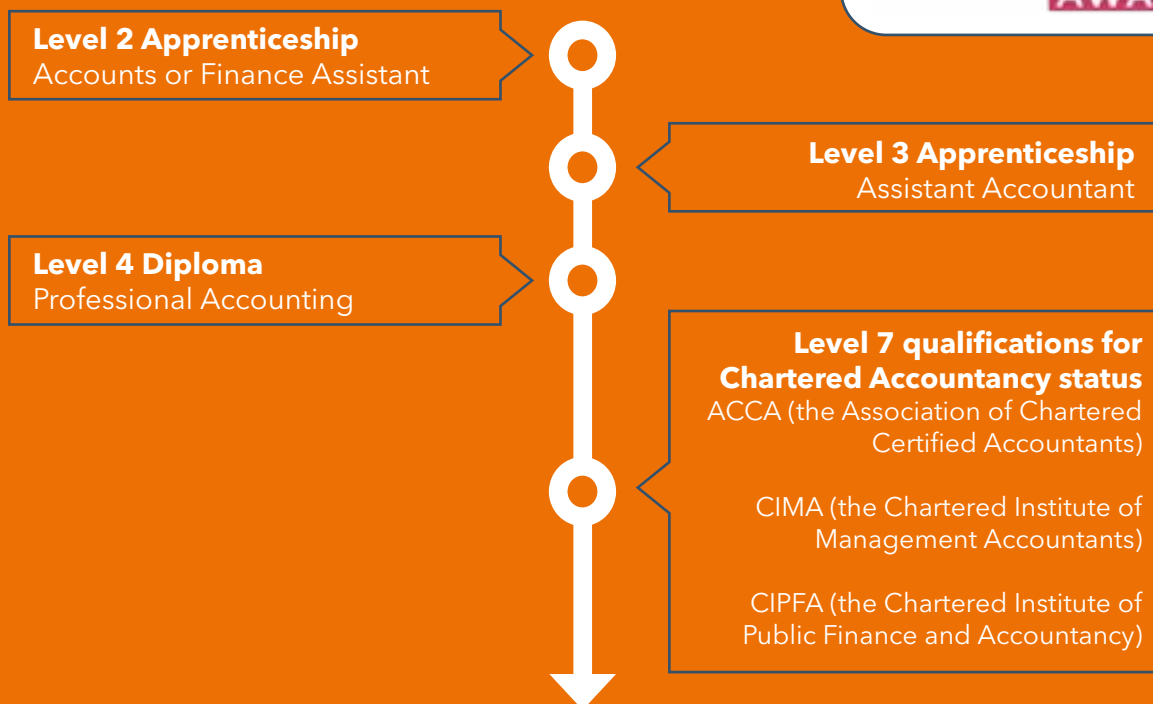 Level 2 Apprenticeship
Accounts or Finance Assistant
Level 3 Apprenticeship
Assistant Accountant
Level 4 Diploma
Professional Accounting
Level 7 qualifications for
Chartered Accountancy status
ACCA (the Association of Chartered
Certified Accountants)
CIMA (the Chartered Institute of
Management Accountants)
CIPFA (the Chartered Institute of
Public Finance and Accountancy)